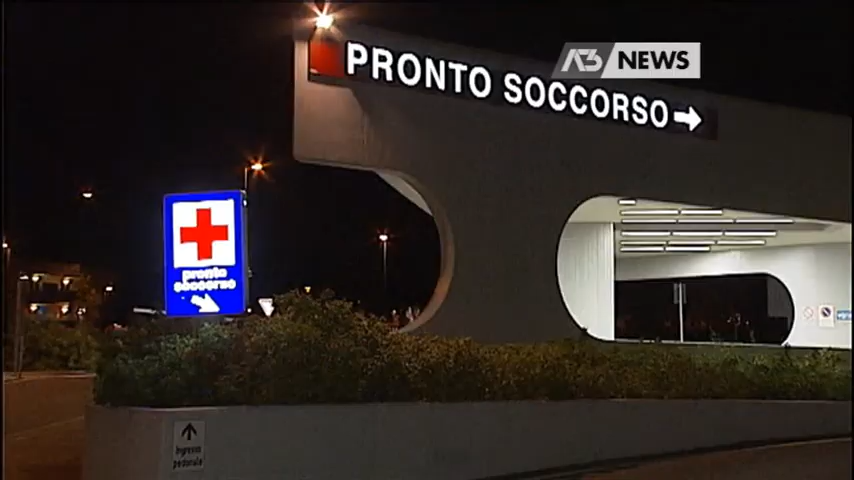 A3 NEWS
PRONTO SOCCORSO
pronto
soccorso
Ingresso
pedonale